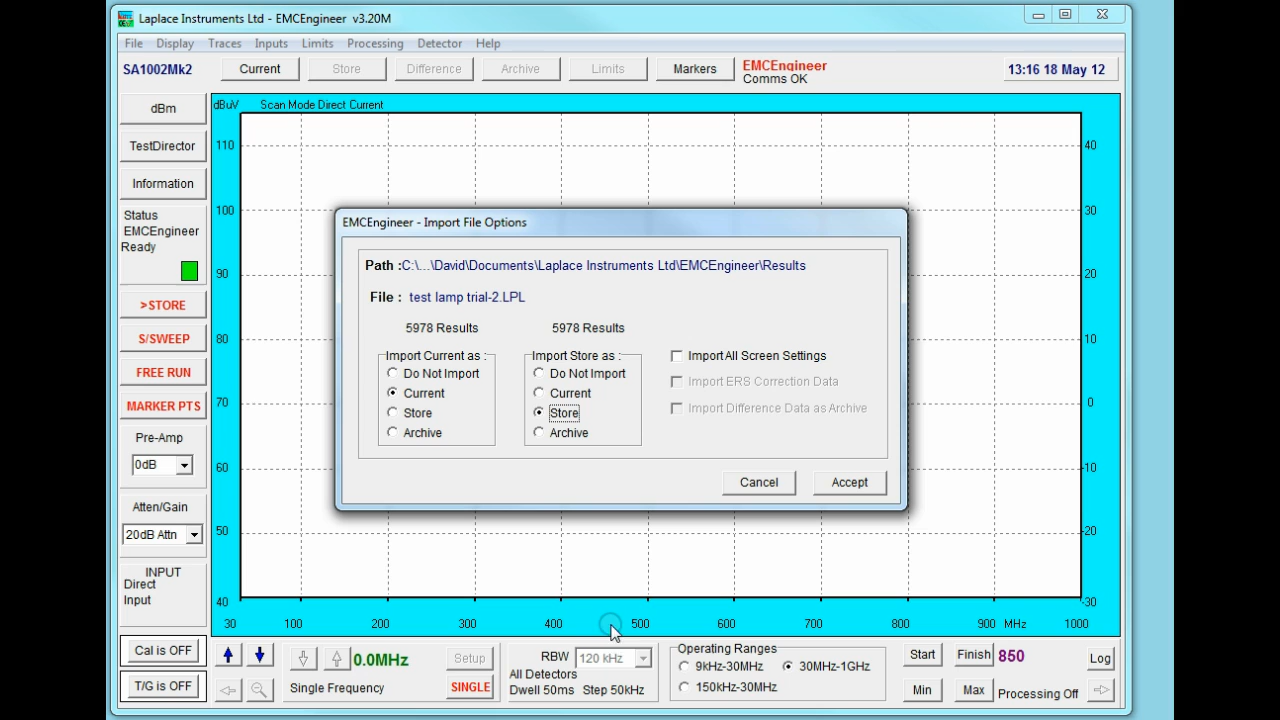 Laplace Instruments Ltd - EMCEngineer v3.20M
File Display Traces Inputs Limits Processing Detector Help
SA1002Mk2 Current Store Difference Archive Limits Markers EMCEngineer 13:16 18 May 12
Comms OK
dBm
TestDirector
Information
Status
EMCEngineer
Ready
>STORE
S/SWEEP
FREE RUN
MARKER PTS
Pre-Amp
0dB
Atten/Gain
20dB Attn
INPUT
Direct
Input
Cal is OFF
T/G is OFF
dBuV Scan Mode Direct Current
110 40
100 30
90 20
80 10
70 0
60 -10
50 -20
40 -30
30 100 200 300 400 500 600 700 800 900 MHz 1000
EMCEngineer - Import File Options
Path :C:\...\David\Documents\Laplace Instruments Ltd\EMCEngineer\Results
File : test lamp trial-2.LPL
5978 Results 5978 Results
Import Current as : Import Store as : Import All Screen Settings
Do Not Import Do Not Import Import ERS Correction Data
Current Current Import Difference Data as Archive
Store Store
Archive Archive
Cancel Accept
0.0MHz Setup
Single Frequency SINGLE
RBW 120 kHz
All Detectors
Dwell 50ms Step 50kHz
Operating Ranges
9kHz-30MHz 30MHz-1GHz
150kHz-30MHz
Start Finish 850 Log
Min Max Processing Off